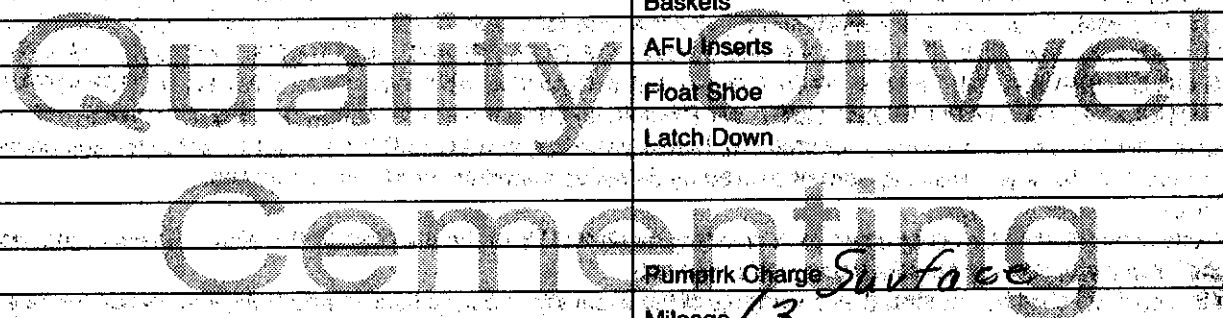 Baskets
AFU Inserts
Quality Oilwel
Float Shoe
Latch Down
Cementing
Pumptrk Charge Surface
Mileage 13